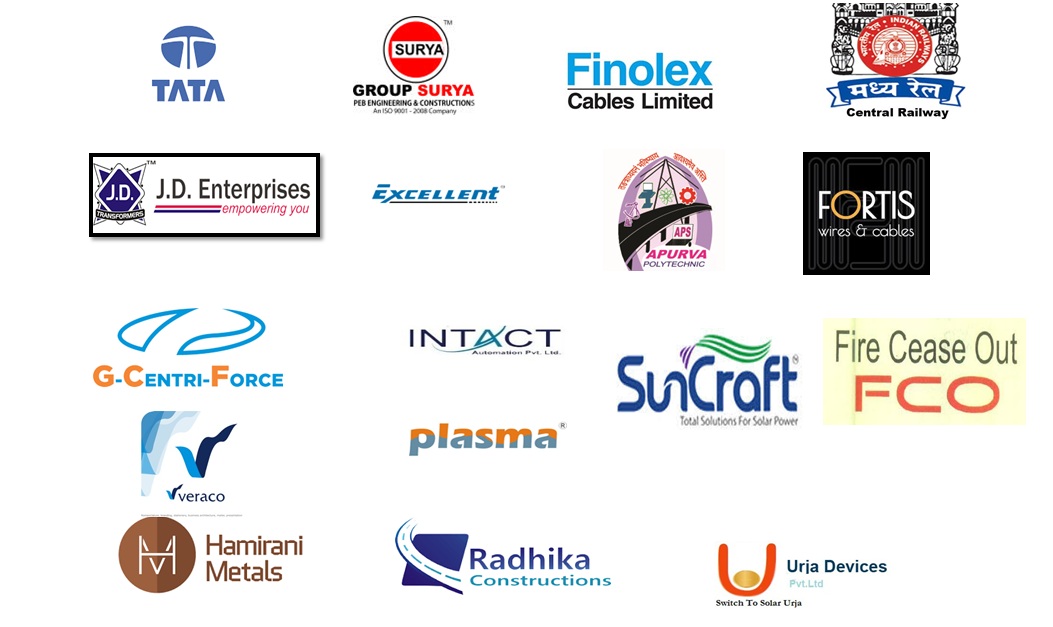 TATA
TM
SURYA
GROUP SURYA
PEB ENGINEERING & CONSTRUCTIONS
An ISO 9001 - 2008 Company
Finolex
Cables Limited
INDIAN RAILWAYS
भारतीय रेल
मध्य रेल
Central Railway
J.D.
TM
TRANSFORMERS
J.D. Enterprises
empowering you
EXCELLENT
APS
APURVA
POLYTECHNIC
FORTIS
wires & cables
G-CENTRI-FORCE
INTACT
Automation Pvt. Ltd.
SunCraft
Total Solutions For Solar Power
Fire Cease Out
FCO
veraco
plasma®
Hamirani
Metals
Radhika
Constructions
Urja Devices
Pvt.Ltd
Switch To Solar Urja